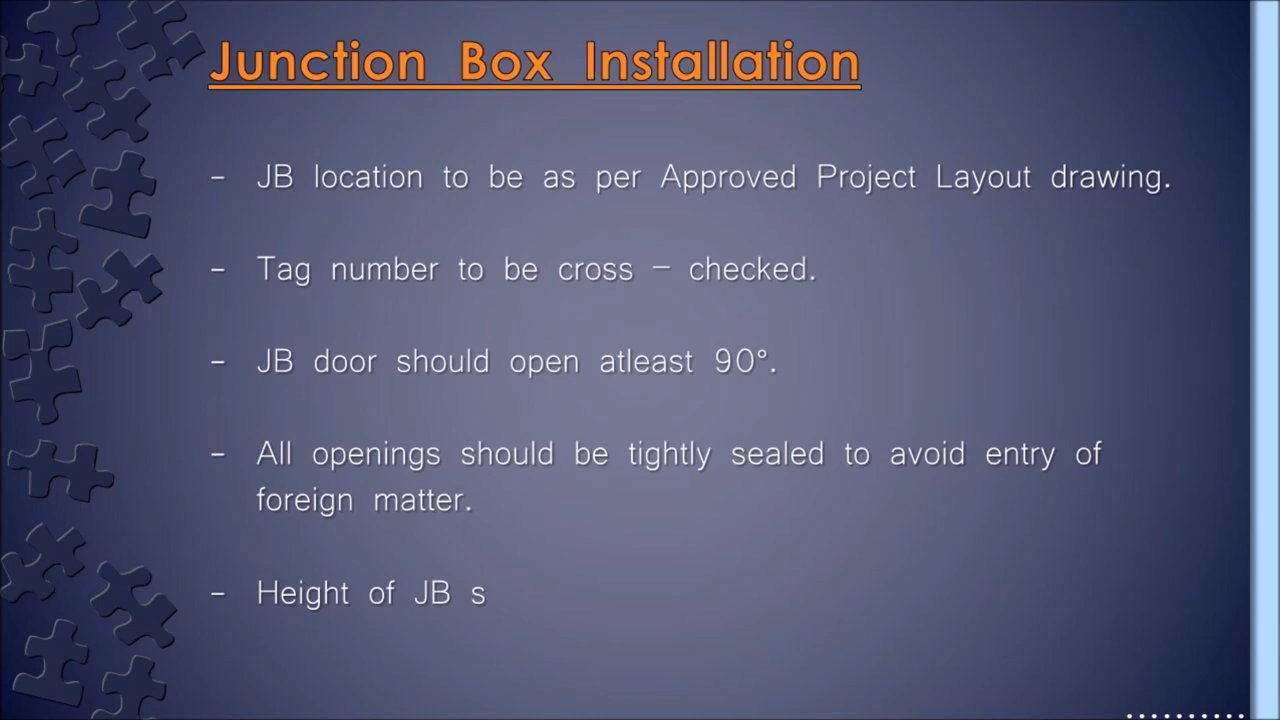 Junction Box Installation
- JB location to be as per Approved Project Layout drawing.
- Tag number to be cross – checked.
- JB door should open atleast 90°.
- All openings should be tightly sealed to avoid entry of
foreign matter.
- Height of JB s